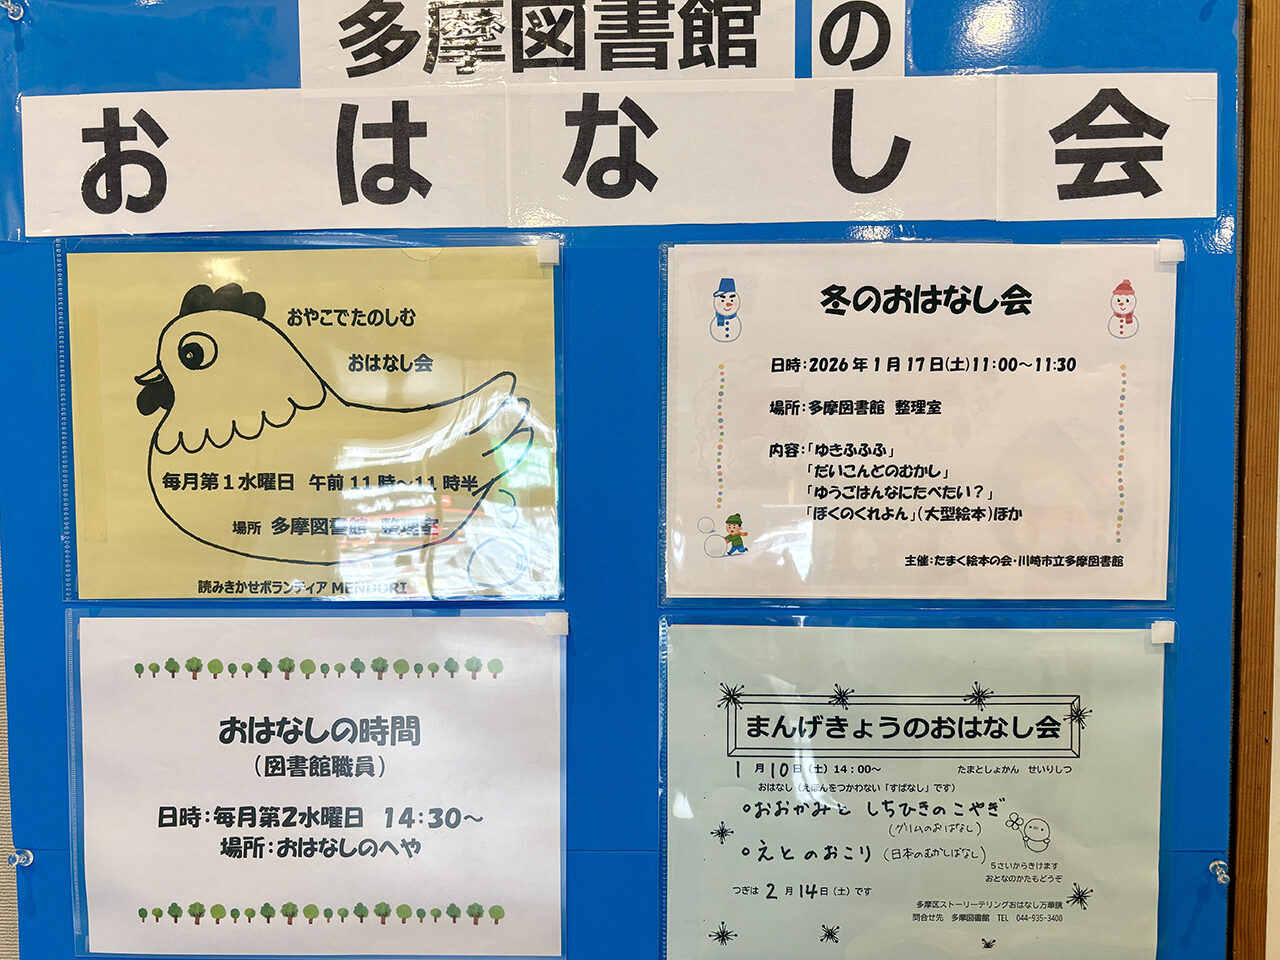 多摩図書館の
おはなし会
おやこでたのしむ
おはなし会
毎月第1水曜日 午前11時～11時半
場所 多摩図書館 整理室
読みきかせボランティア MENDORI
冬のおはなし会
日時：2026年1月17日(土)11:00～11:30
場所：多摩図書館 整理室
内容：「ゆきふふふ」
「だいこんどのむかし」
「ゆうごはんなにたべたい？」
「ぼくのくれよん」(大型絵本)ほか
主催：たまく絵本の会・川崎市立多摩図書館
おはなしの時間
(図書館職員)
日時：毎月第2水曜日 14:30～
場所：おはなしのへや
まんげきょうのおはなし会
1月10日(土)14:00～ たまとしょかん せいりしつ
おはなし(えほんをつかわない「すばなし」です)
おおかみと しちひきのこやぎ
(グリムのおはなし)
えとのおこり(日本のむかしばなし)
5さいからきけます
おとなのかたもどうぞ
つぎは 2月14日(土)です
多摩区ストーリーテリングおはなし万華鏡
問合せ先 多摩図書館 TEL 044-935-3400